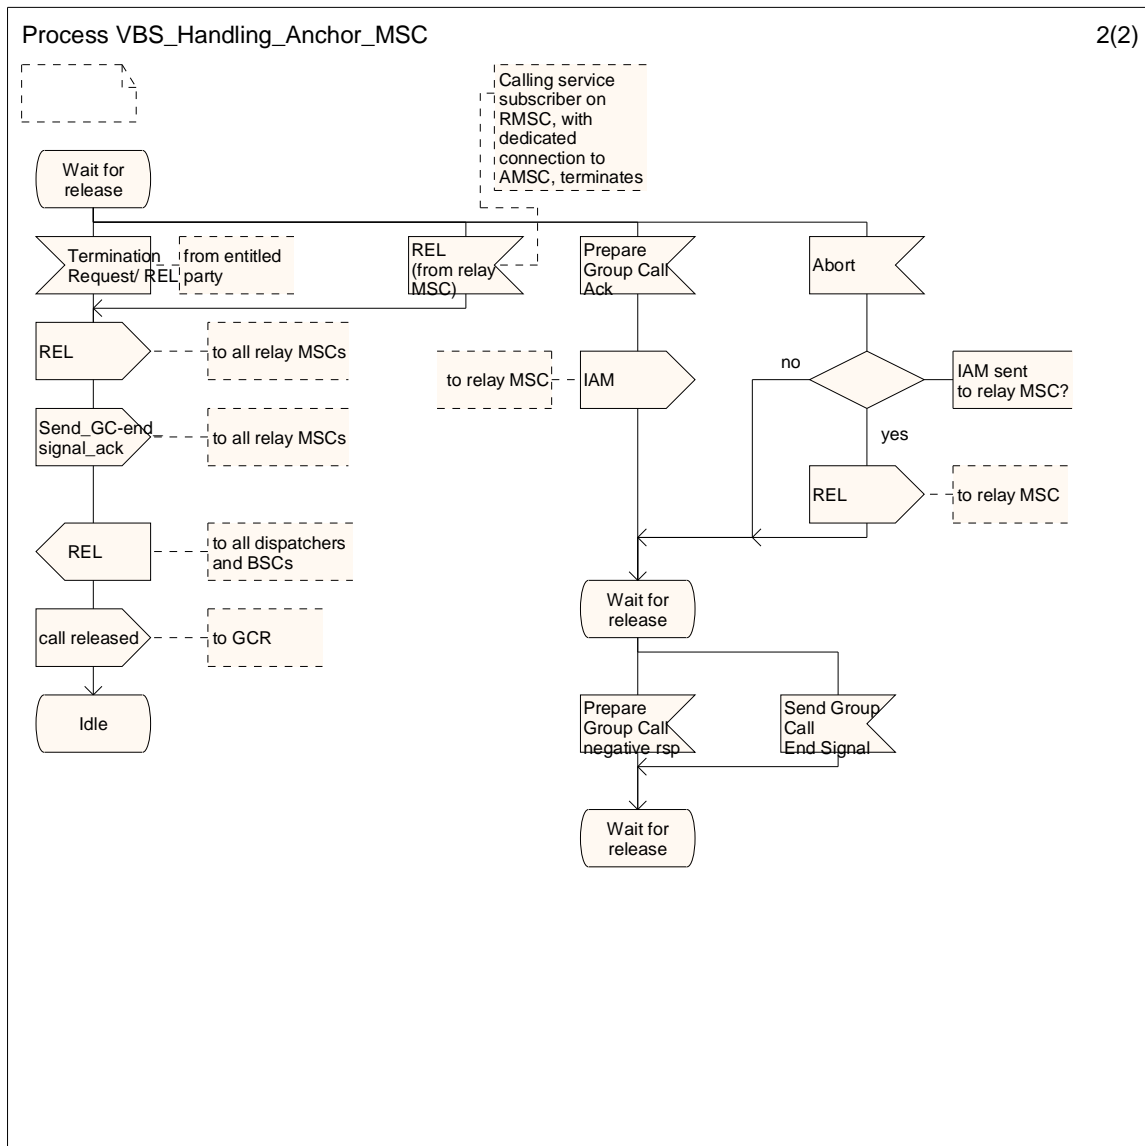 Process VBS_Handling_Anchor_MSC
2(2)
Calling service
subscriber on
RMSC, with
dedicated
connection to
AMSC, terminates
Wait for
release
Termination
Request/ REL
from entitled
party
REL
(from relay
MSC)
Prepare
Group Call
Ack
Abort
REL
to all relay MSCs
to relay MSC
IAM
no
IAM sent
to relay MSC?
yes
Send_GC-end_
signal_ack
to all relay MSCs
REL
to relay MSC
REL
to all dispatchers
and BSCs
Wait for
release
call released
to GCR
Idle
Prepare
Group Call
negative rsp
Send Group
Call
End Signal
Wait for
release